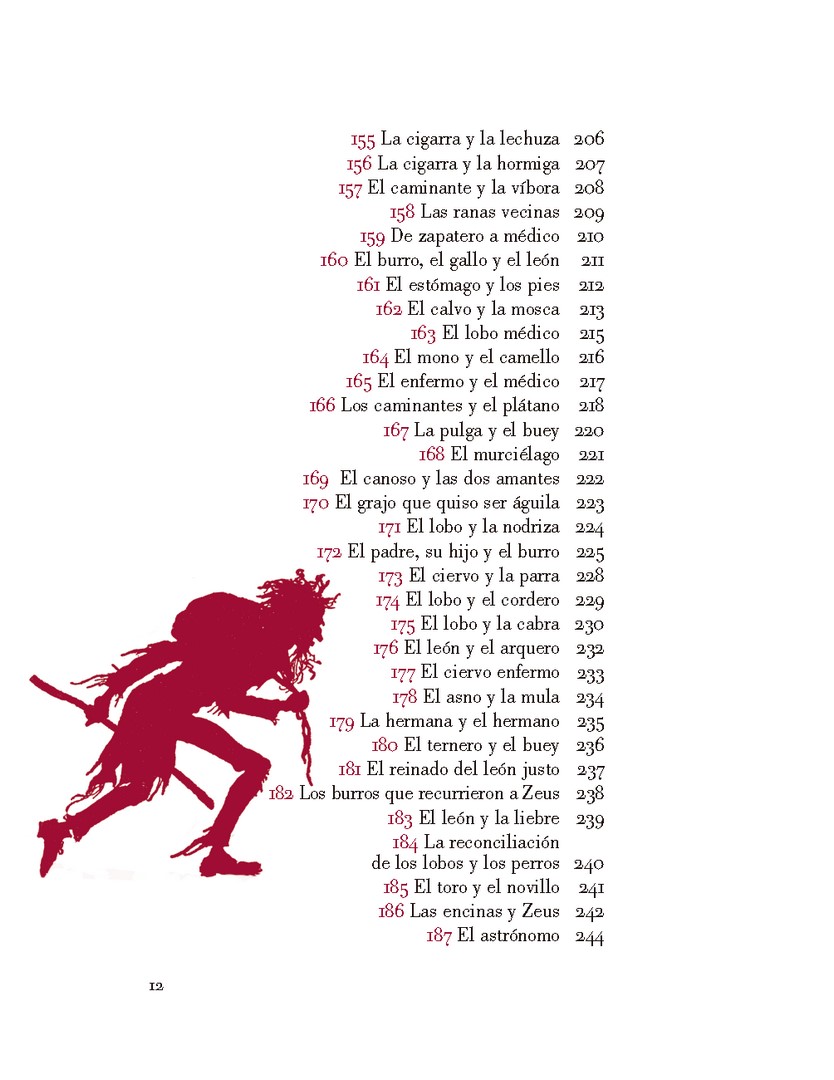 155 La cigarra y la lechuza 206
156 La cigarra y la hormiga 207
157 El caminante y la víbora 208
158 Las ranas vecinas 209
159 De zapatero a médico 210
160 El burro, el gallo y el león 211
161 El estómago y los pies 212
162 El calvo y la mosca 213
163 El lobo médico 215
164 El mono y el camello 216
165 El enfermo y el médico 217
166 Los caminantes y el plátano 218
167 La pulga y el buey 220
168 El murciélago 221
169 El canoso y las dos amantes 222
170 El grajo que quiso ser águila 223
171 El lobo y la nodriza 224
172 El padre, su hijo y el burro 225
173 El ciervo y la parra 228
174 El lobo y el cordero 229
175 El lobo y la cabra 230
176 El león y el arquero 232
177 El ciervo enfermo 233
178 El asno y la mula 234
179 La hermana y el hermano 235
180 El ternero y el buey 236
181 El reinado del león justo 237
182 Los burros que recurrieron a Zeus 238
183 El león y la liebre 239
184 La reconciliación
de los lobos y los perros 240
185 El toro y el novillo 241
186 Las encinas y Zeus 242
187 El astrónomo 244
12